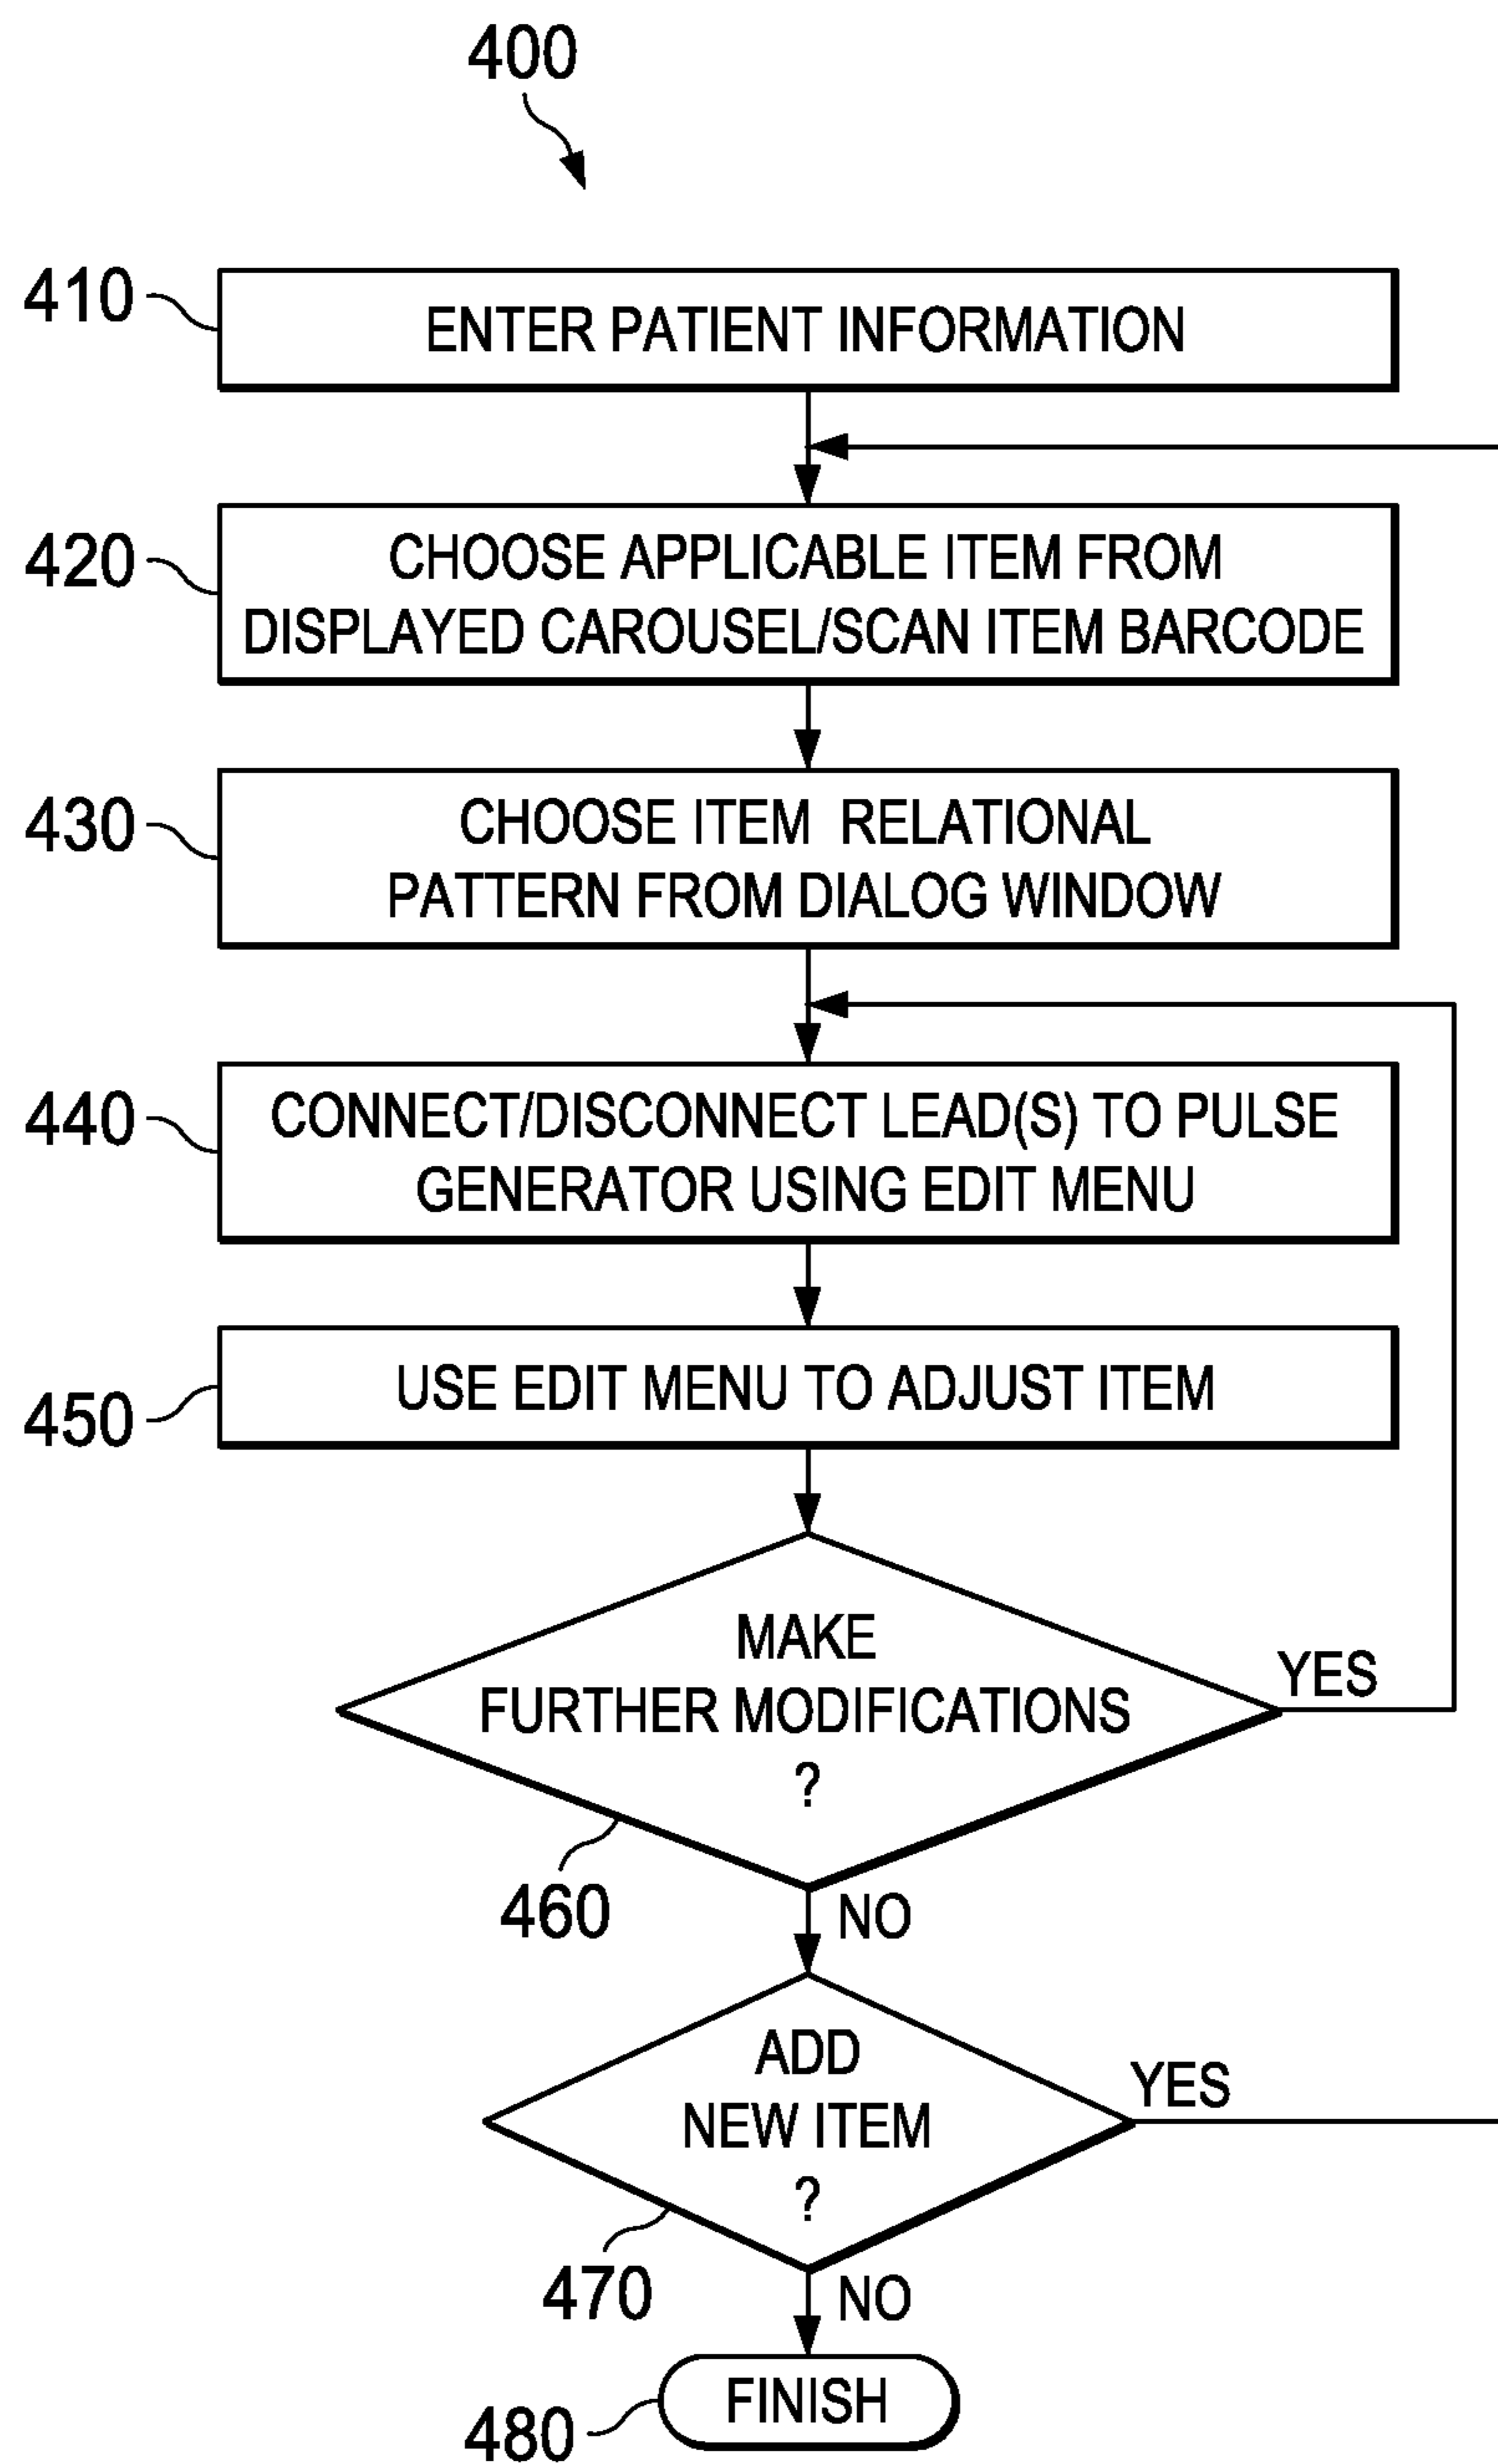 400
410
ENTER PATIENT INFORMATION
420
CHOOSE APPLICABLE ITEM FROM
DISPLAYED CAROUSEL/SCAN ITEM BARCODE
430
CHOOSE ITEM RELATIONAL
PATTERN FROM DIALOG WINDOW
440
CONNECT/DISCONNECT LEAD(S) TO PULSE
GENERATOR USING EDIT MENU
450
USE EDIT MENU TO ADJUST ITEM
MAKE
FURTHER MODIFICATIONS
?
YES
460
NO
ADD
NEW ITEM
?
YES
470
NO
FINISH
480